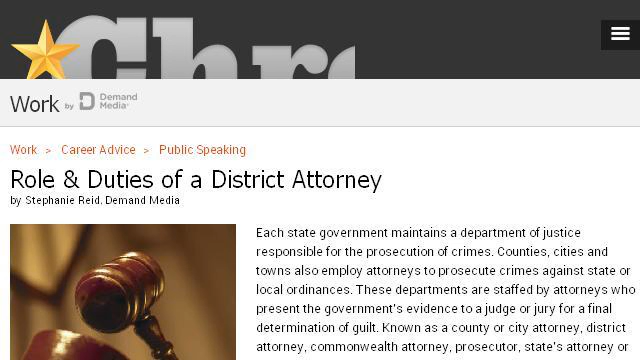 Chr
Work by Demand Media
Work > Career Advice > Public Speaking
Role & Duties of a District Attorney
by Stephanie Reid, Demand Media
Each state government maintains a department of justice
responsible for the prosecution of crimes. Counties, cities and
towns also employ attorneys to prosecute crimes against state or
local ordinances. These departments are staffed by attorneys who
present the government's evidence to a judge or jury for a final
determination of guilt. Known as a county or city attorney, district
attorney, commonwealth attorney, prosecutor, state's attorney or